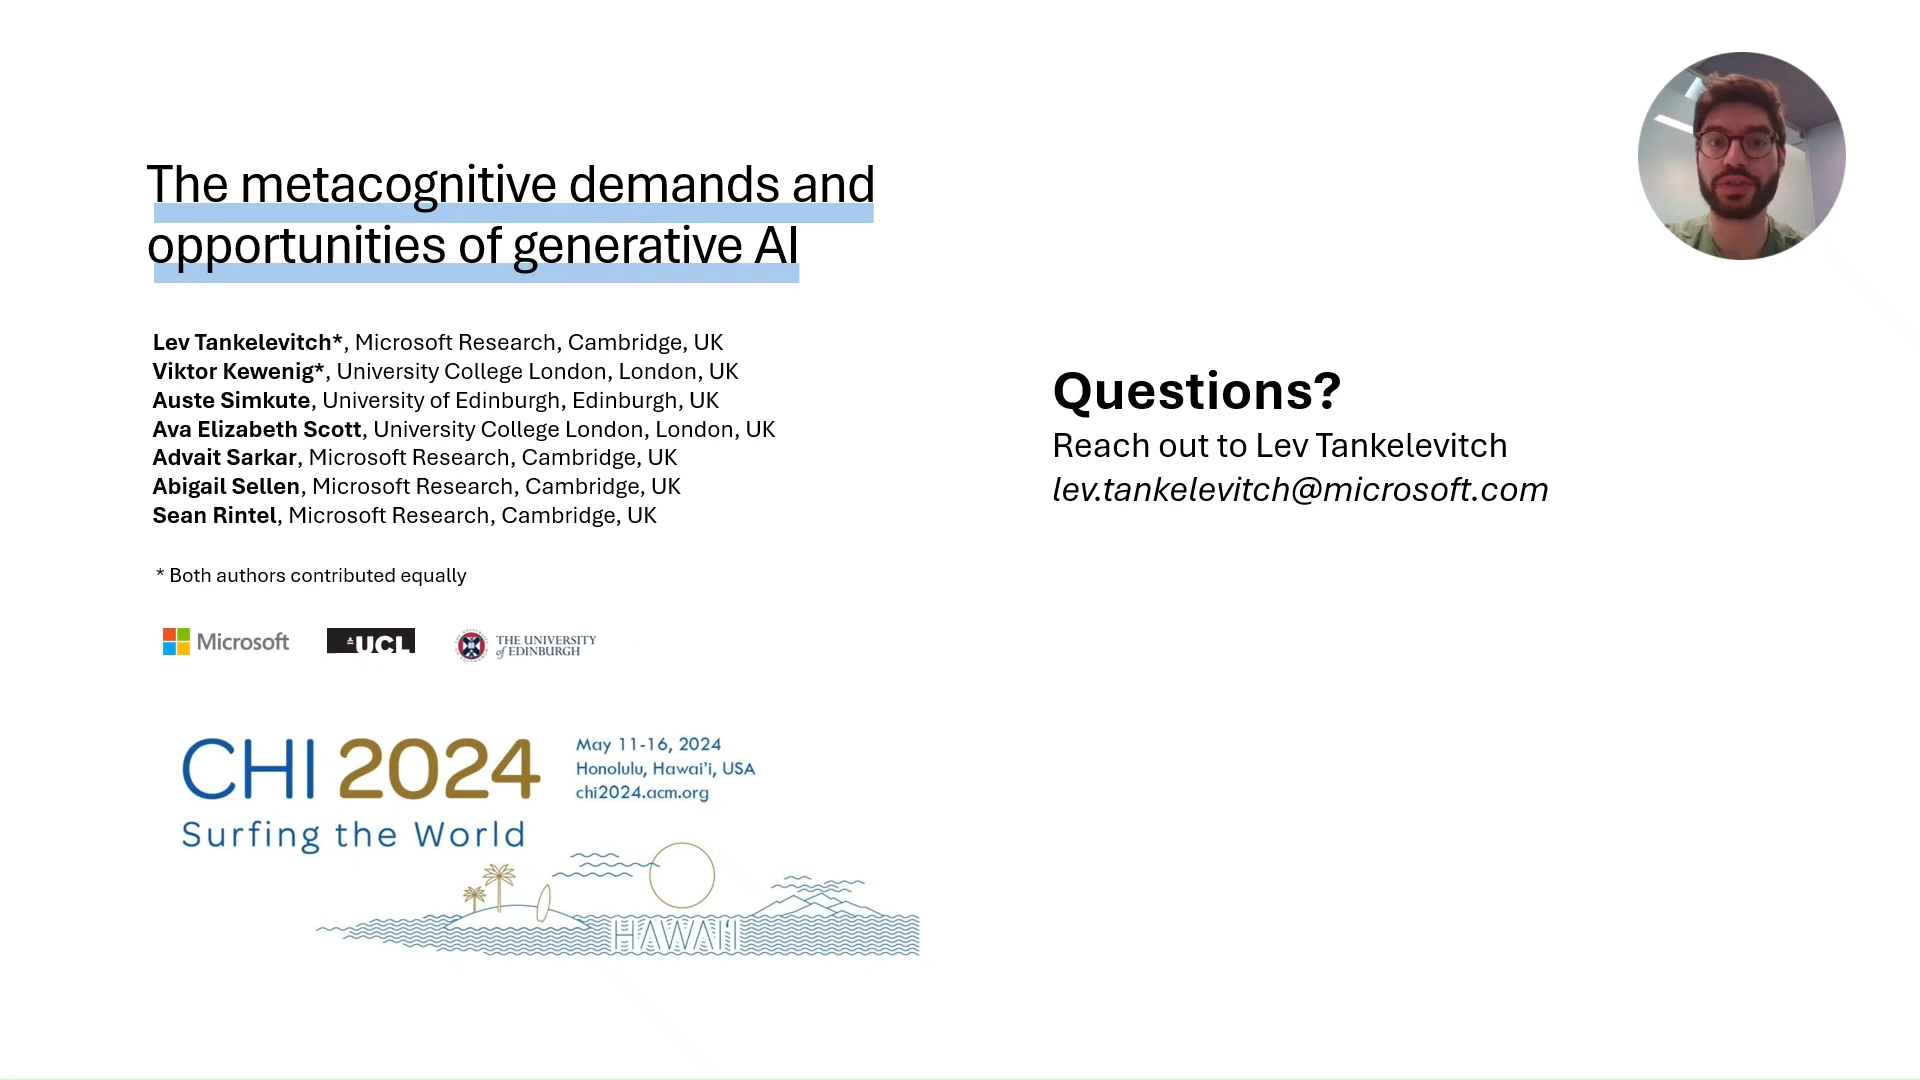 The metacognitive demands and
opportunities of generative AI
Lev Tankelevitch*, Microsoft Research, Cambridge, UK
Viktor Kewenig*, University College London, London, UK
Auste Simkute, University of Edinburgh, Edinburgh, UK
Ava Elizabeth Scott, University College London, London, UK
Advait Sarkar, Microsoft Research, Cambridge, UK
Abigail Sellen, Microsoft Research, Cambridge, UK
Sean Rintel, Microsoft Research, Cambridge, UK
* Both authors contributed equally
Microsoft
UCL
THE UNIVERSITY
of EDINBURGH
CHI 2024
Surfing the World
May 11-16, 2024
Honolulu, Hawai'i, USA
chi2024.acm.org
HAWAI'I
Questions?
Reach out to Lev Tankelevitch
lev.tankelevitch@microsoft.com